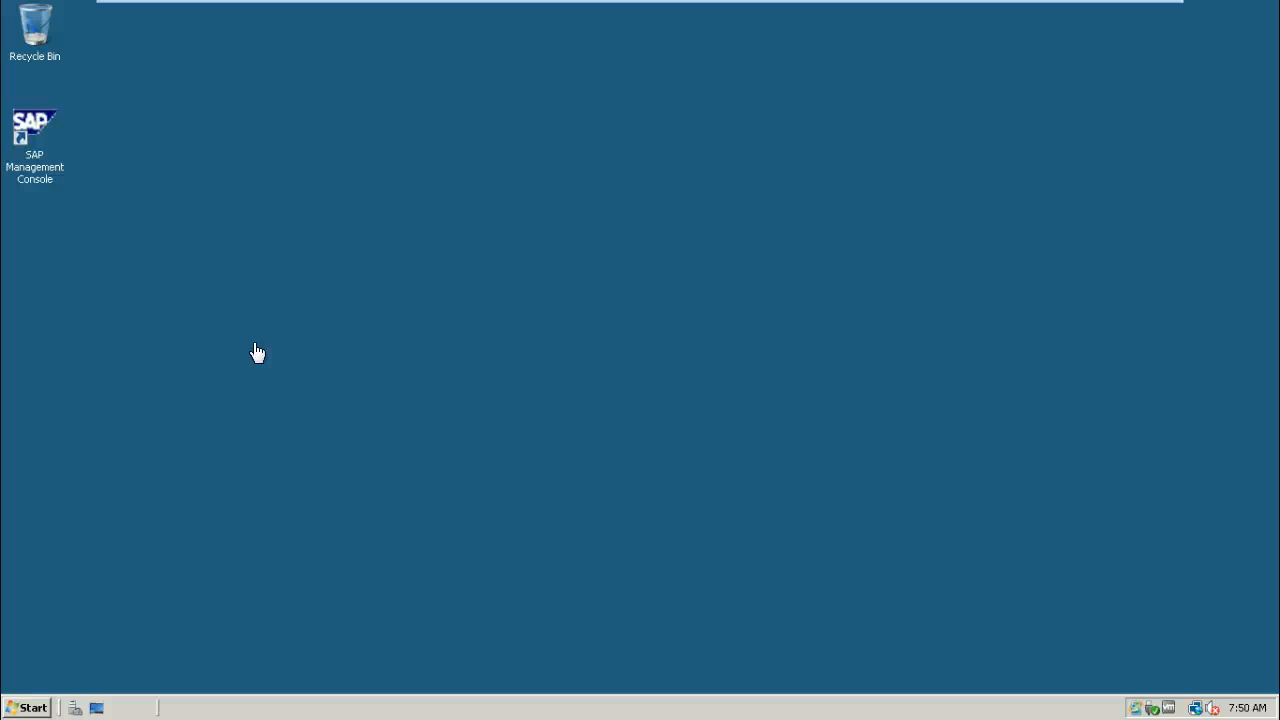 Recycle Bin
SAP
SAP
Management
Console
Start
7:50 AM